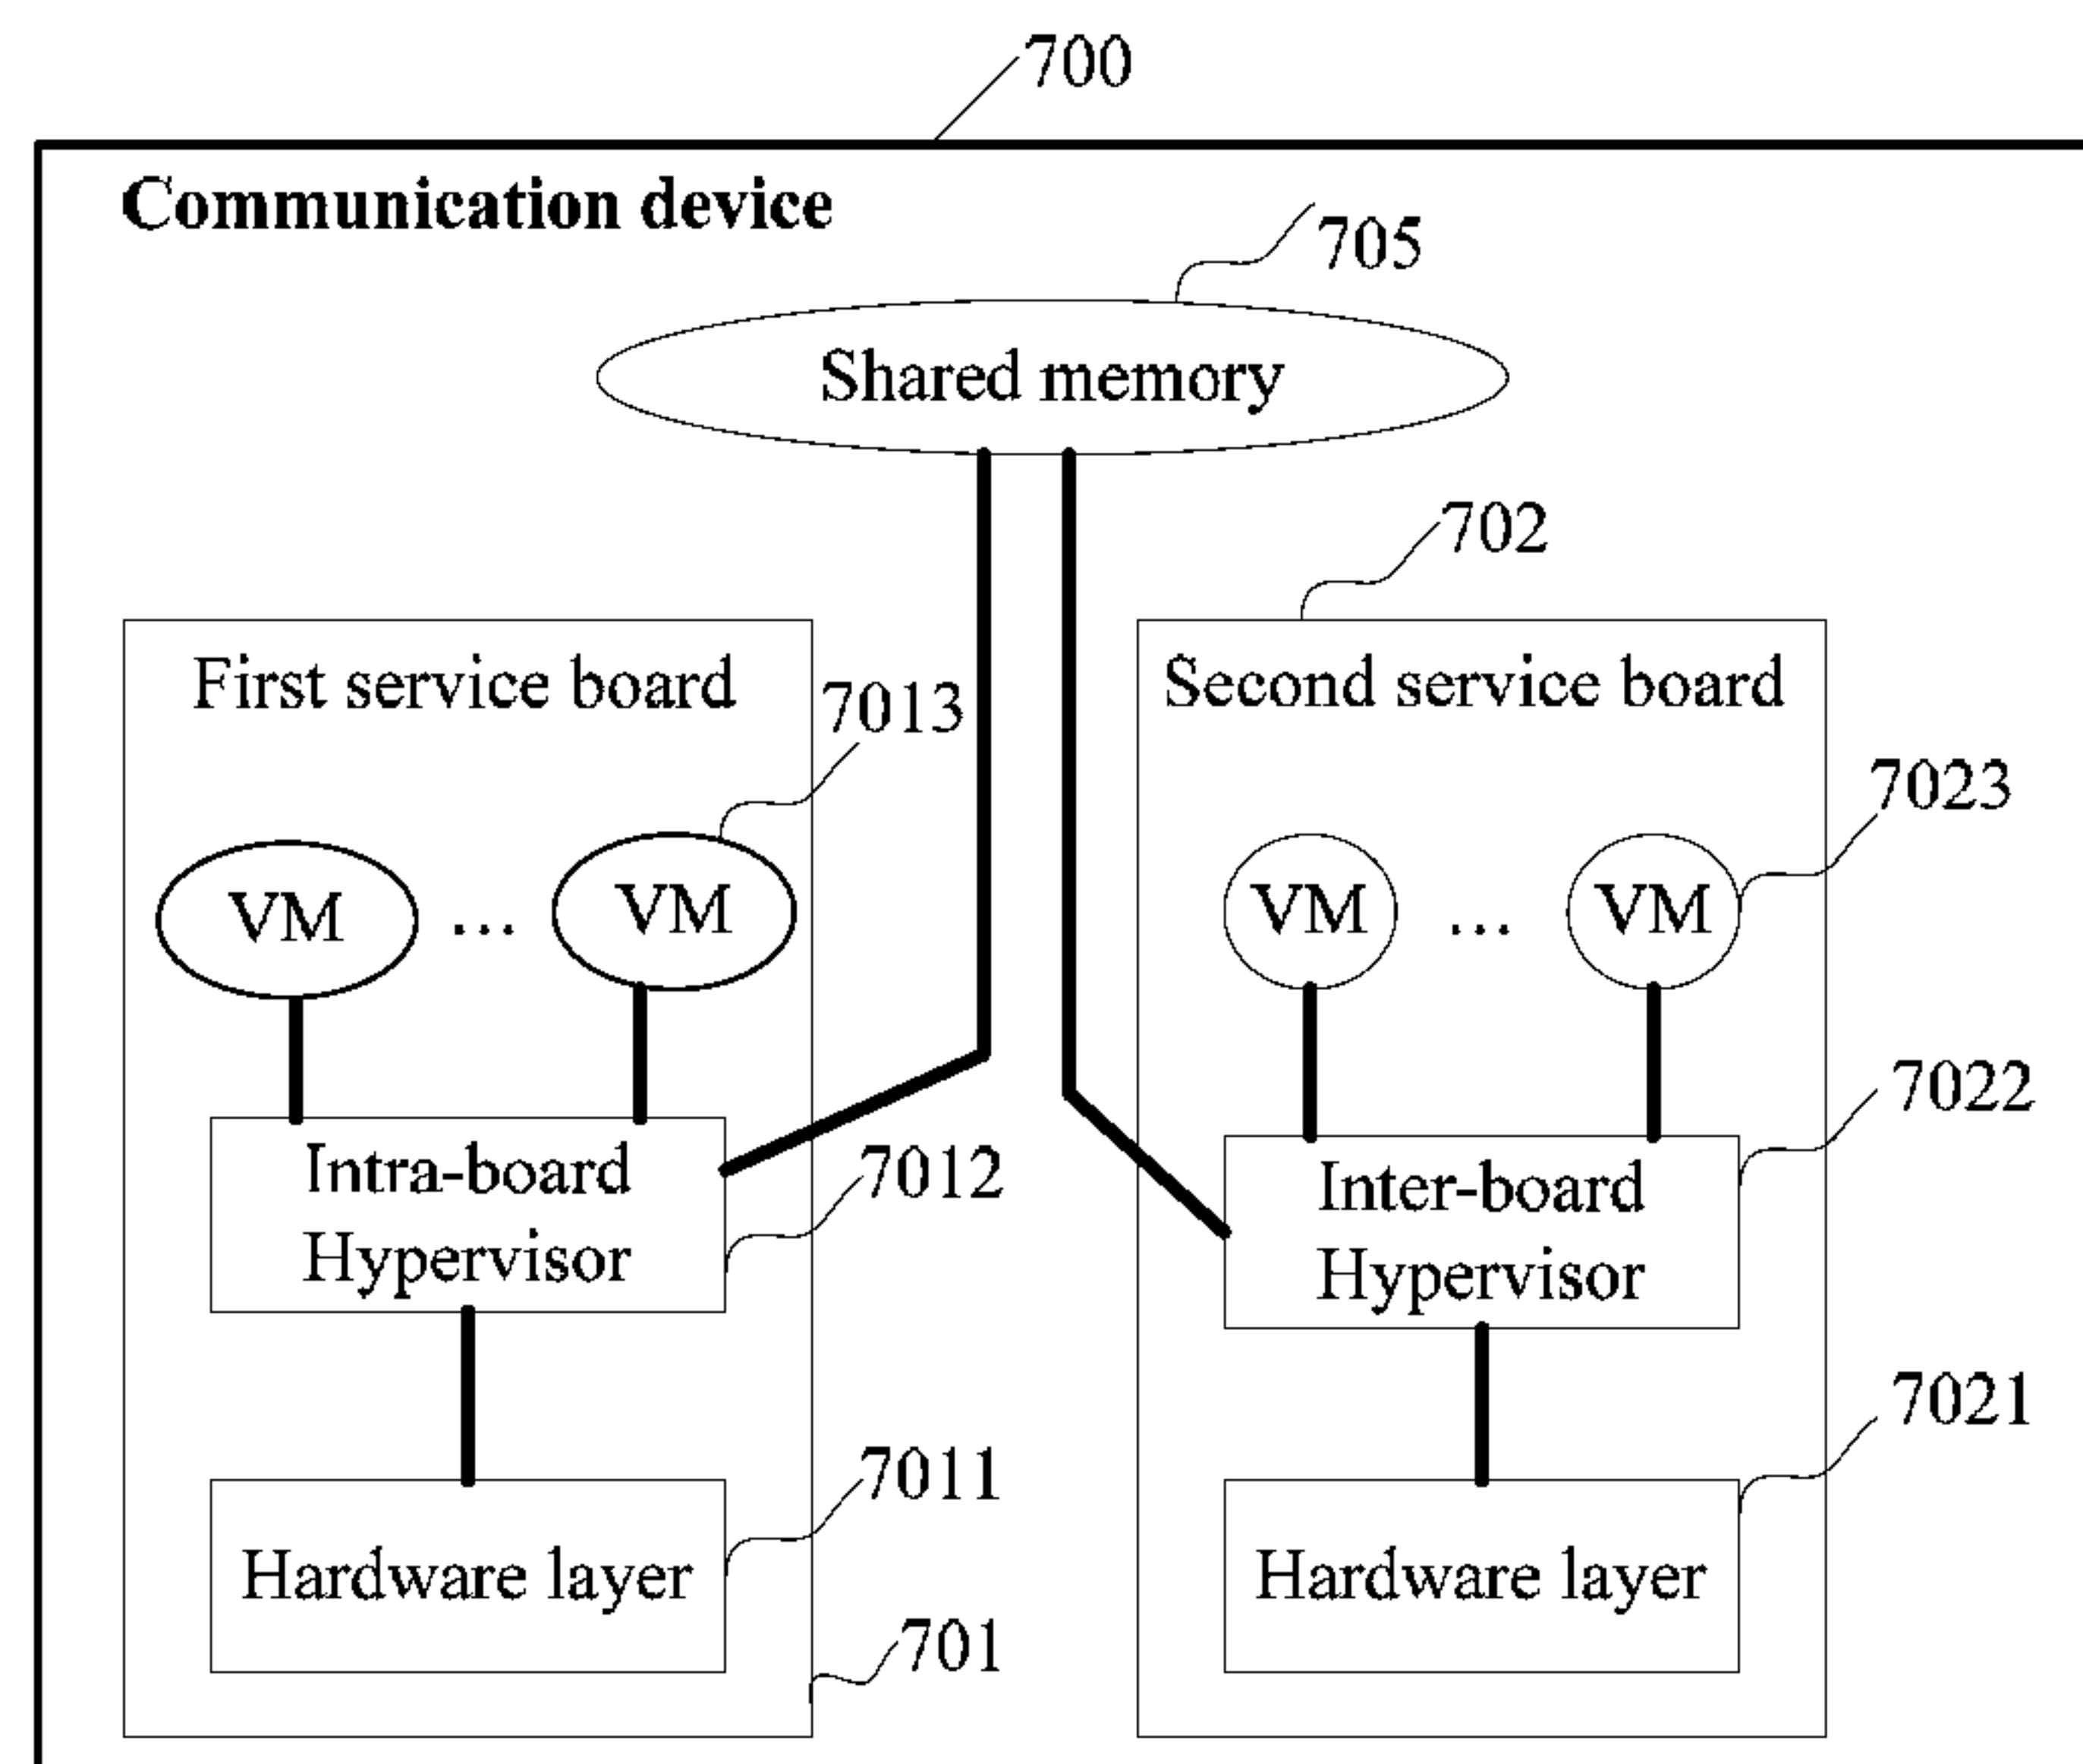 700
Communication device
705
Shared memory
702
First service board
Second service board
7013
7023
VM ... VM
VM ... VM
7022
Intra-board
Hypervisor
7012
Inter-board
Hypervisor
7021
7011
Hardware layer
Hardware layer
701